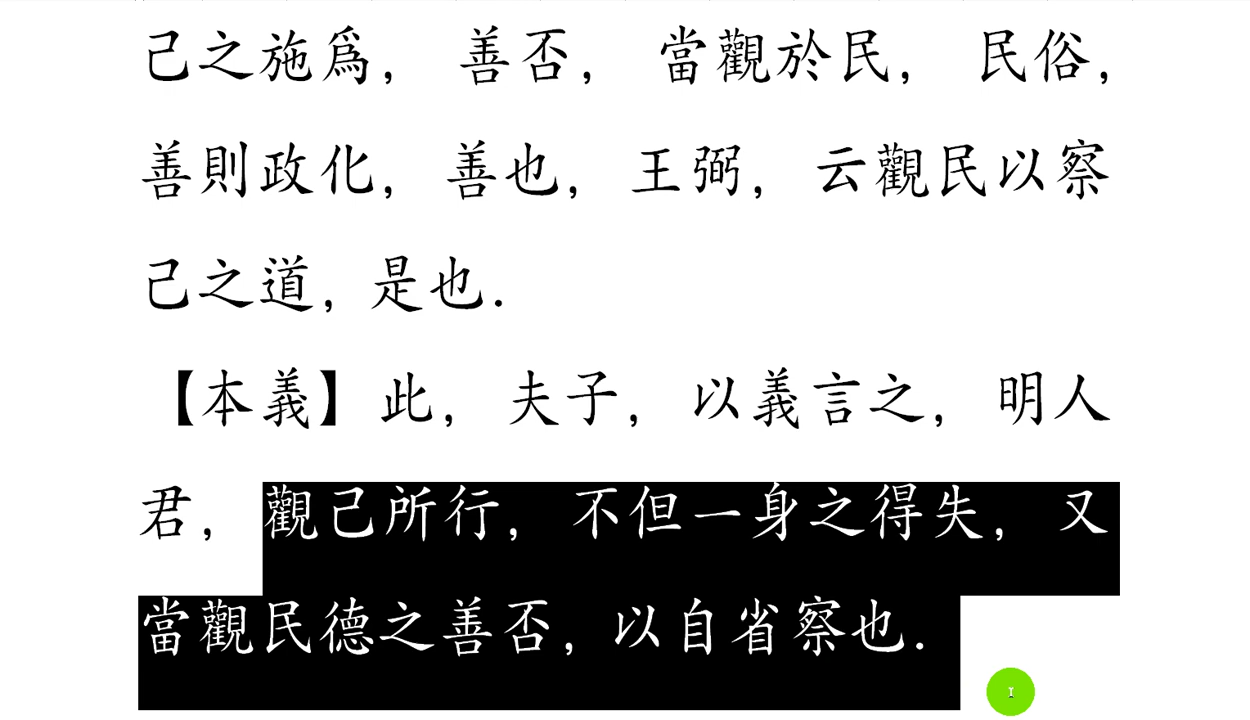 己之施爲, 善否, 當觀於民, 民俗,
善則政化, 善也, 王弼, 云觀民以察
己之道, 是也.
【本義】此, 夫子, 以義言之, 明人
君, 觀己所行, 不但一身之得失, 又
當觀民德之善否, 以自省察也.